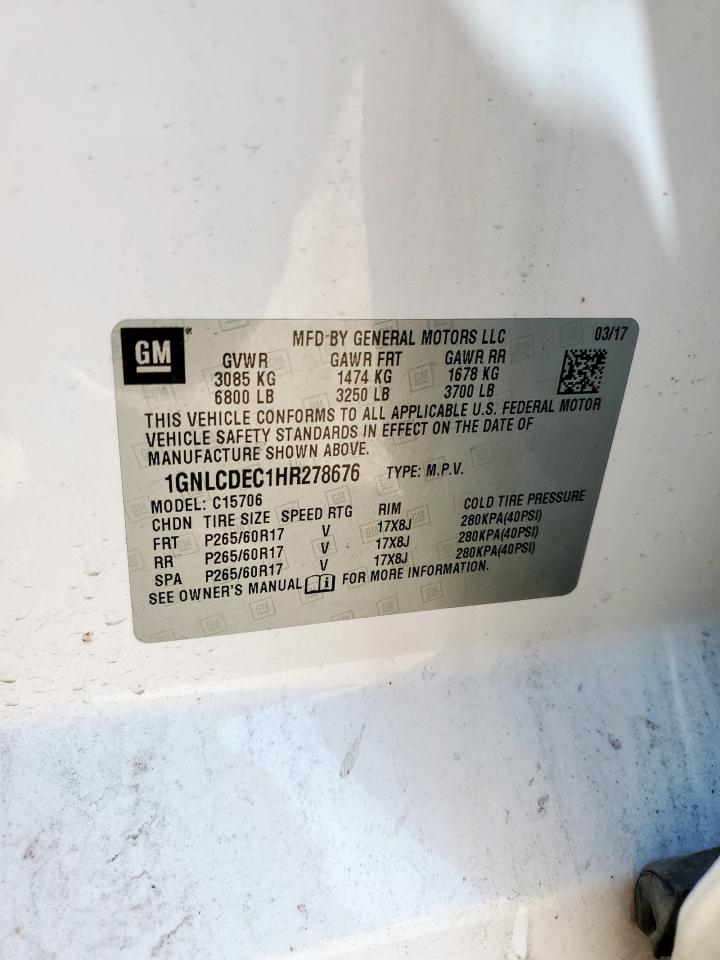 GM
MFD BY GENERAL MOTORS LLC 03/17
GVWR GAWR FRT GAWR RR
3085 KG 1474 KG 1678 KG
6800 LB 3250 LB 3700 LB
THIS VEHICLE CONFORMS TO ALL APPLICABLE U.S. FEDERAL MOTOR
VEHICLE SAFETY STANDARDS IN EFFECT ON THE DATE OF
MANUFACTURE SHOWN ABOVE.
1GNLCDEC1HR278676 TYPE: M.P.V.
MODEL: C15706
CHDN TIRE SIZE SPEED RTG RIM COLD TIRE PRESSURE
FRT P265/60R17 V 17X8J 280KPA(40PSI)
RR P265/60R17 V 17X8J 280KPA(40PSI)
SPA P265/60R17 V 17X8J 280KPA(40PSI)
SEE OWNER'S MANUAL FOR MORE INFORMATION.